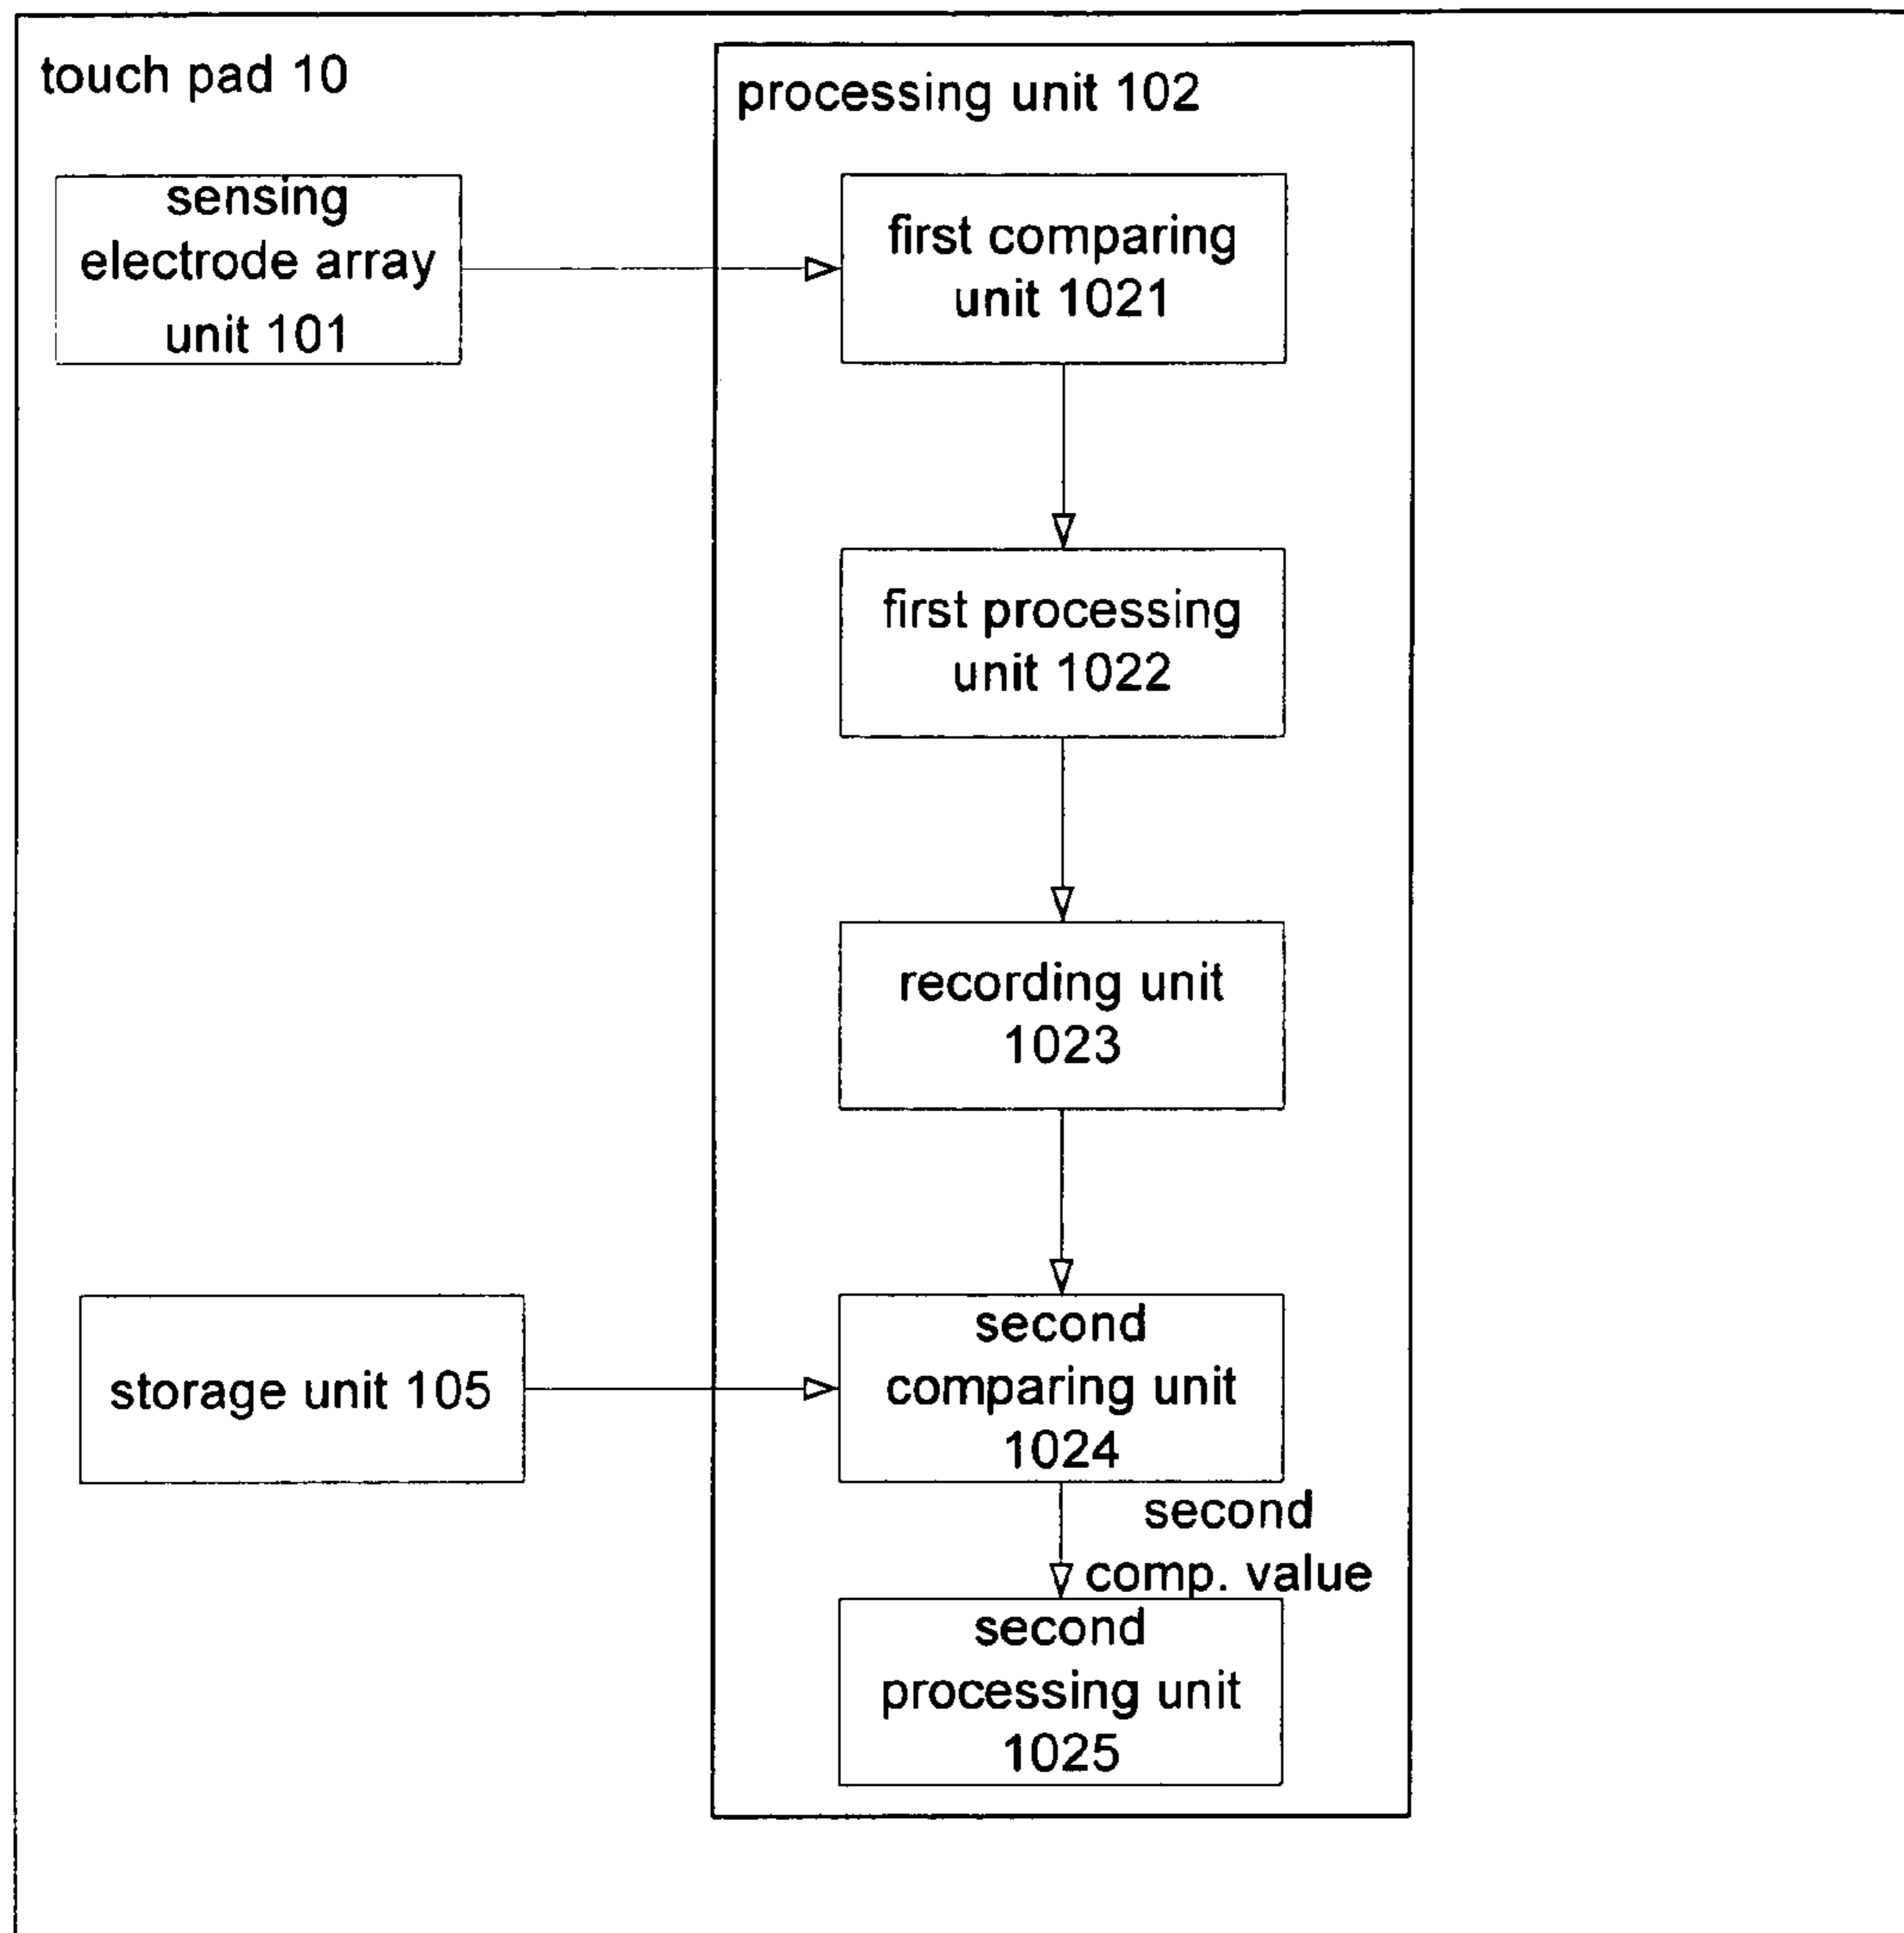 touch pad 10
processing unit 102
sensing
electrode array
unit 101
first comparing
unit 1021
first processing
unit 1022
recording unit
1023
storage unit 105
second
comparing unit
1024
second
comp. value
second
processing unit
1025